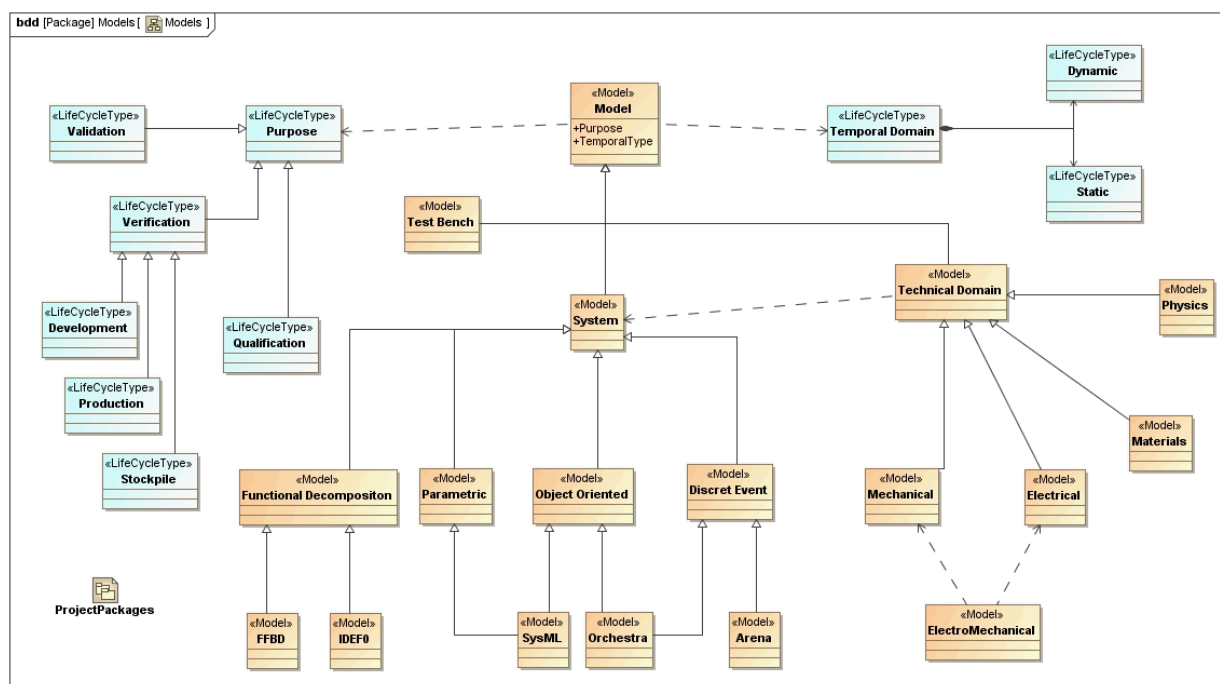 bdd [Package] Models [ Models ]
«LifeCycleType»
Dynamic
«Model»
Model
+Purpose
+TemporalType
«LifeCycleType»
Validation
«LifeCycleType»
Purpose
«LifeCycleType»
Temporal Domain
«LifeCycleType»
Static
«LifeCycleType»
Verification
«Model»
Test Bench
«Model»
Technical Domain
«Model»
Physics
«Model»
System
«LifeCycleType»
Development
«LifeCycleType»
Qualification
«LifeCycleType»
Production
«Model»
Materials
«LifeCycleType»
Stockpile
«Model»
Functional Decompositon
«Model»
Parametric
«Model»
Object Oriented
«Model»
Discret Event
«Model»
Mechanical
«Model»
Electrical
ProjectPackages
«Model»
FFBD
«Model»
IDEF0
«Model»
SysML
«Model»
Orchestra
«Model»
Arena
«Model»
ElectroMechanical